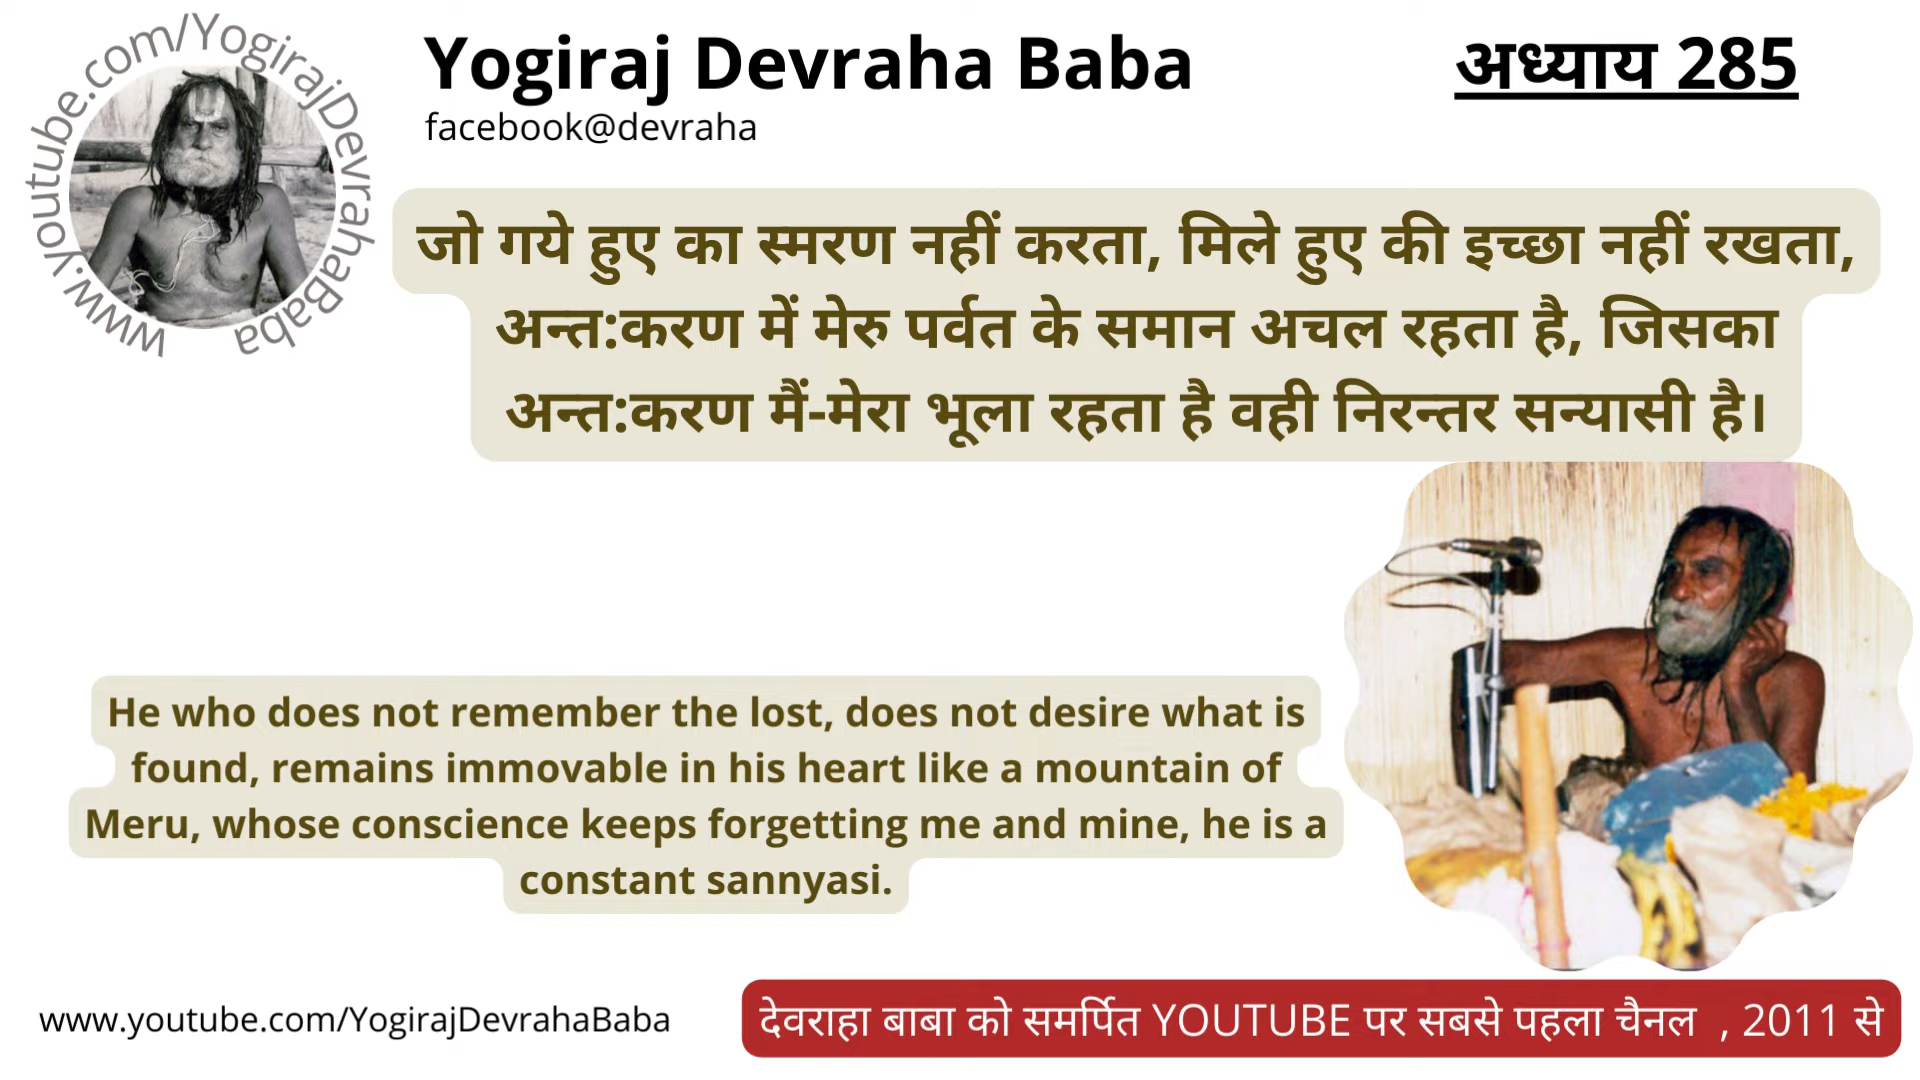 www.youtube.com/YogirajDevrahaBaba
Yogiraj Devraha Baba
facebook@devraha
अध्याय 285
जो गये हुए का स्मरण नहीं करता, मिले हुए की इच्छा नहीं रखता,
अन्त:करण में मेरु पर्वत के समान अचल रहता है, जिसका
अन्त:करण मैं-मेरा भूला रहता है वही निरन्तर सन्यासी है।
He who does not remember the lost, does not desire what is
found, remains immovable in his heart like a mountain of
Meru, whose conscience keeps forgetting me and mine, he is a
constant sannyasi.
www.youtube.com/YogirajDevrahaBaba
देवराहा बाबा को समर्पित YOUTUBE पर सबसे पहला चैनल , 2011 से